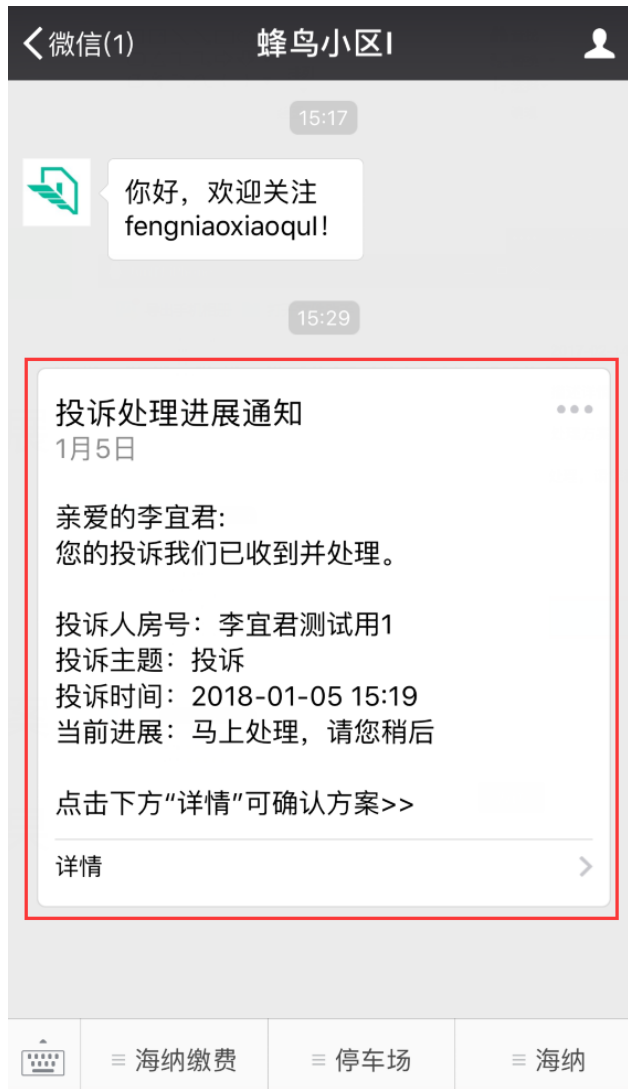 微信(1)
蜂鸟小区I
15:17
你好，欢迎关注
fengniaoxiaoquI!
15:29
投诉处理进展通知
1月5日
亲爱的李宜君:
您的投诉我们已收到并处理。
投诉人房号：李宜君测试用1
投诉主题：投诉
投诉时间：2018-01-05 15:19
当前进展：马上处理，请您稍后
点击下方“详情”可确认方案>>
详情
海纳缴费
停车场
海纳